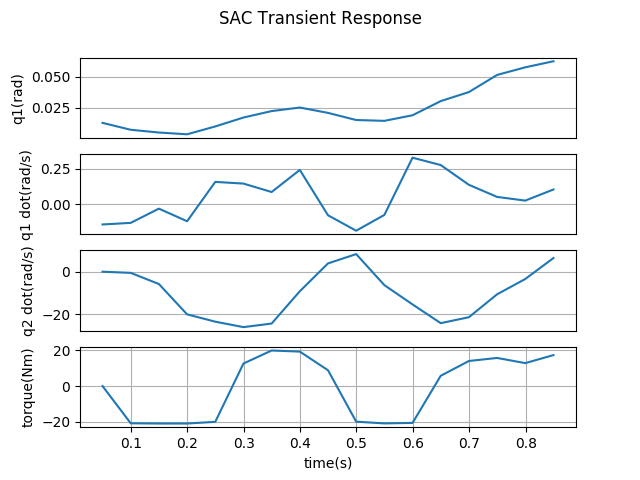 SAC Transient Response
q1(rad)
0.050
0.025
q1 dot(rad/s)
0.25
0.00
q2 dot(rad/s)
0
−20
torque(Nm)
20
0
−20
0.1 0.2 0.3 0.4 0.5 0.6 0.7 0.8
time(s)